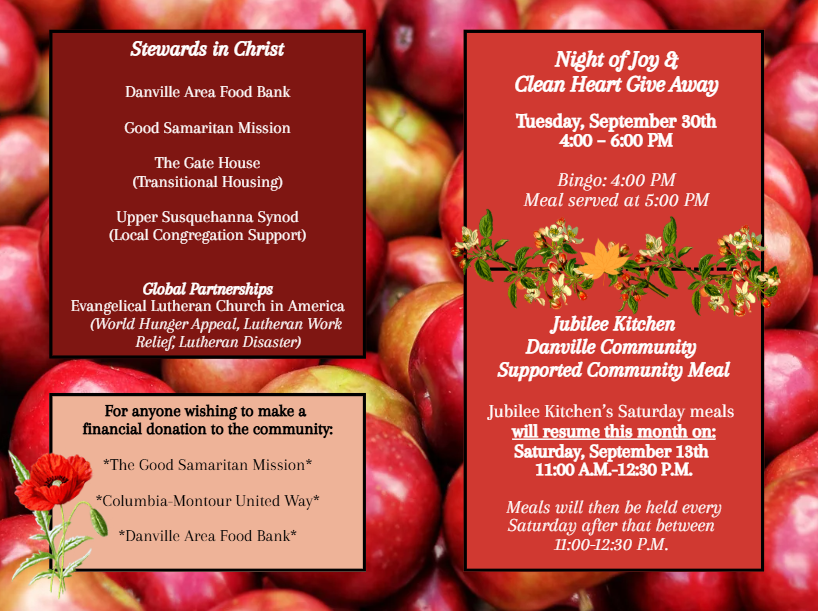 Stewards in Christ
Danville Area Food Bank
Good Samaritan Mission
The Gate House
(Transitional Housing)
Upper Susquehanna Synod
(Local Congregation Support)
Global Partnerships
Evangelical Lutheran Church in America
(World Hunger Appeal, Lutheran Work
Relief, Lutheran Disaster)
For anyone wishing to make a
financial donation to the community:
*The Good Samaritan Mission*
*Columbia-Montour United Way*
*Danville Area Food Bank*
Night of Joy &
Clean Heart Give Away
Tuesday, September 30th
4:00 – 6:00 PM
Bingo: 4:00 PM
Meal served at 5:00 PM
Jubilee Kitchen
Danville Community
Supported Community Meal
Jubilee Kitchen’s Saturday meals
will resume this month on:
Saturday, September 13th
11:00 A.M.-12:30 P.M.
Meals will then be held every
Saturday after that between
11:00-12:30 P.M.